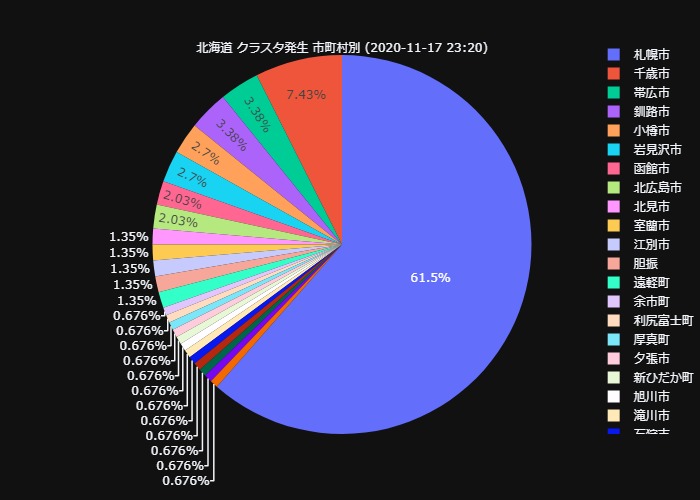 北海道 クラスタ発生 市町村別 (2020-11-17 23:20)
7.43%
3.38%
3.38%
2.7%
2.7%
2.03%
2.03%
1.35%
1.35%
1.35%
1.35%
1.35%
0.676%
0.676%
0.676%
0.676%
0.676%
0.676%
0.676%
0.676%
0.676%
0.676%
0.676%
0.676%
61.5%
札幌市
千歳市
帯広市
釧路市
小樽市
岩見沢市
函館市
北広島市
北見市
室蘭市
江別市
胆振
遠軽町
余市町
利尻富士町
厚真町
夕張市
新ひだか町
旭川市
滝川市